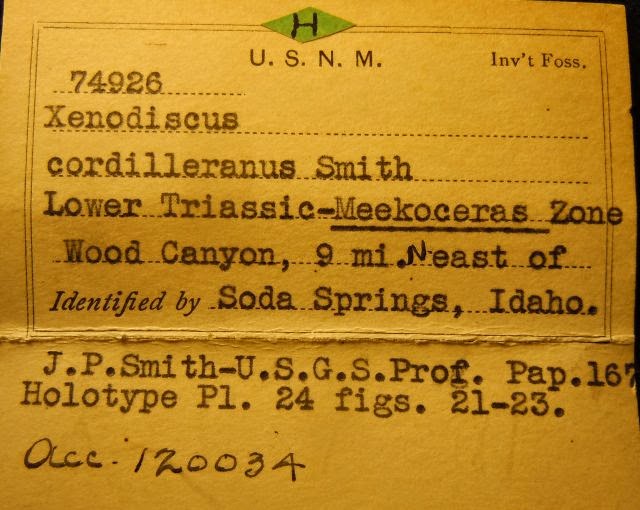 H
U. S. N. M.
Inv't Foss.
74926
Xenodiscus
cordilleranus Smith
Lower Triassic-Meekoceras Zone
Wood Canyon, 9 mi. N east of
Identified by Soda Springs, Idaho.
J.P.Smith-U.S.G.S.Prof. Pap.167
Holotype Pl. 24 figs. 21-23.
Acc. 120034